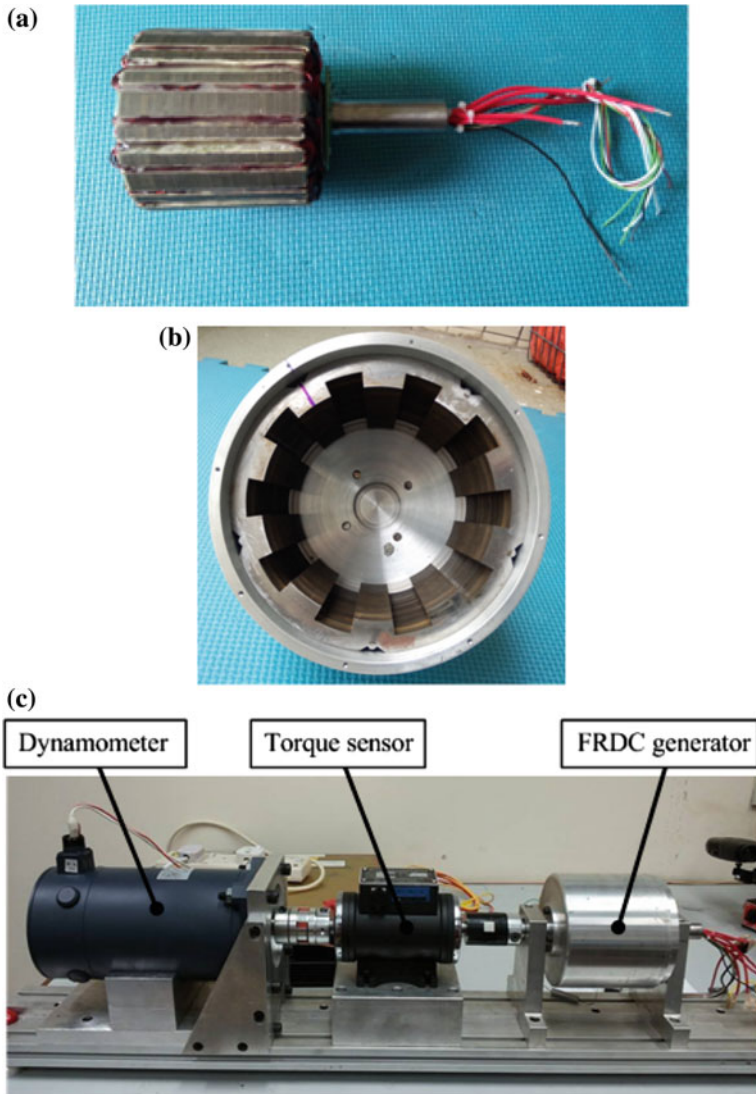 (a)
(b)
(c)
Dynamometer
Torque sensor
FRDC generator